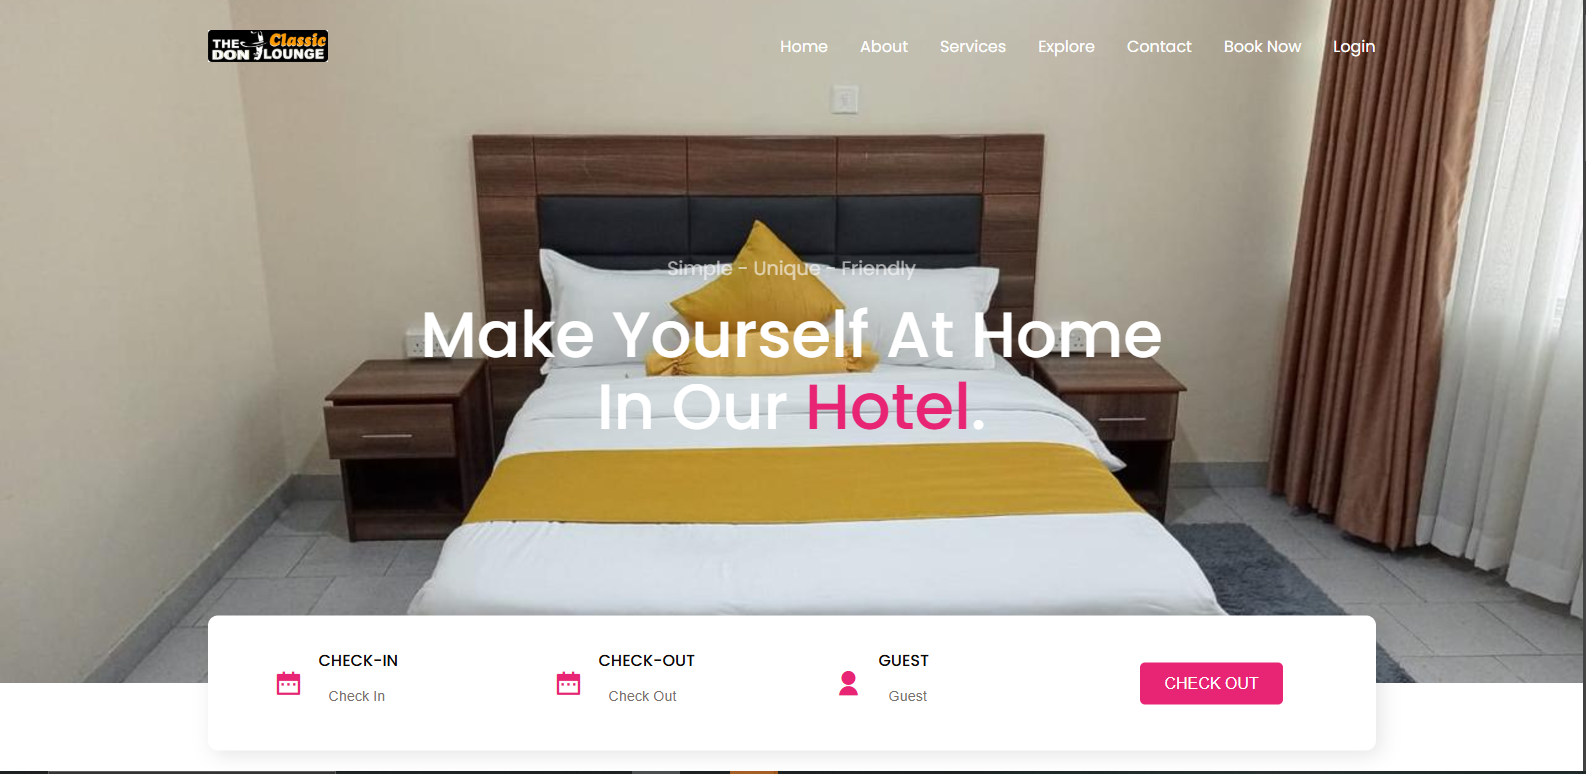 THE Classic
DON LOUNGE
Home About Services Explore Contact Book Now Login
Simple - Unique - Friendly
Make Yourself At Home
In Our Hotel.
CHECK-IN CHECK-OUT GUEST
Check In Check Out Guest
CHECK OUT